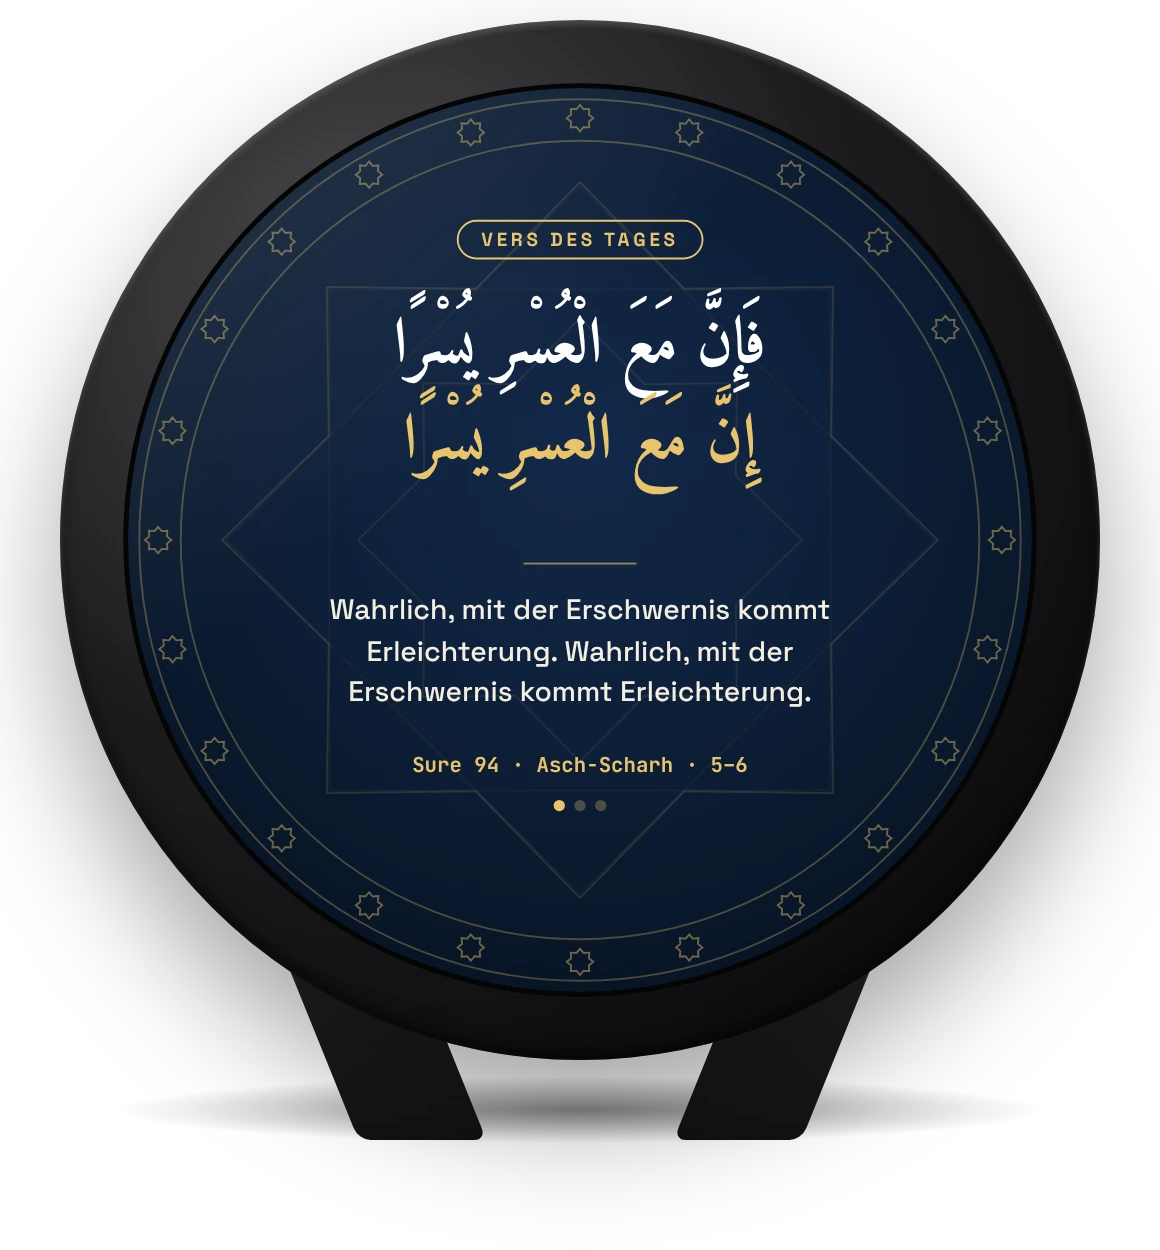 VERS DES TAGES
فَإِنَّ مَعَ الْعُسْرِ يُسْرًا
إِنَّ مَعَ الْعُسْرِ يُسْرًا
Wahrlich, mit der Erschwernis kommt
Erleichterung. Wahrlich, mit der
Erschwernis kommt Erleichterung.
Sure 94 · Asch-Scharh · 5–6